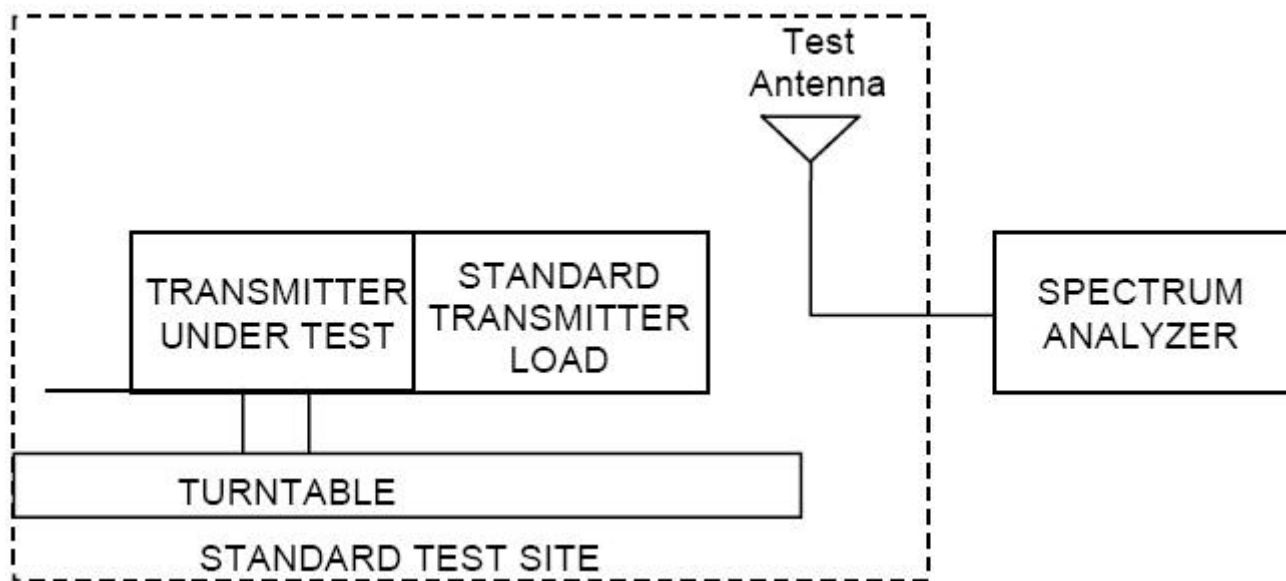 Test
Antenna
TRANSMITTER
UNDER TEST
STANDARD
TRANSMITTER
LOAD
SPECTRUM
ANALYZER
TURNTABLE
STANDARD TEST SITE